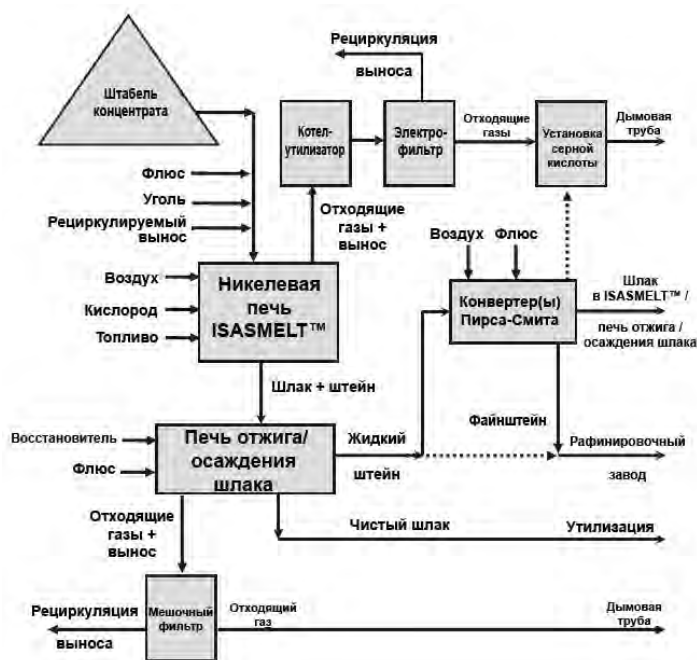 Рециркуляция
выноса
Штабель
концентрата
Котел-
утилизатор
Электро-
фильтр
Отходящие
газы
Установка
серной
кислоты
Дымовая
труба
Флюс
Уголь
Рециркулируемый
вынос
Отходящие
газы +
вынос
Воздух
Флюс
Воздух
Кислород
Топливо
Никелевая
печь
ISASMELT™
Конвертер(ы)
Пирса-Смита
Шлак
в ISASMELT™ /
печь отжига/
осаждения шлака
Шлак + штейн
Файнштейн
Восстановитель
Флюс
Печь отжига/
осаждения
шлака
Жидкий
штейн
Рафинировочный
завод
Отходящие
газы +
вынос
Чистый шлак
Утилизация
Рециркуляция
выноса
Мешочный
фильтр
Отходящий
газ
Дымовая
труба